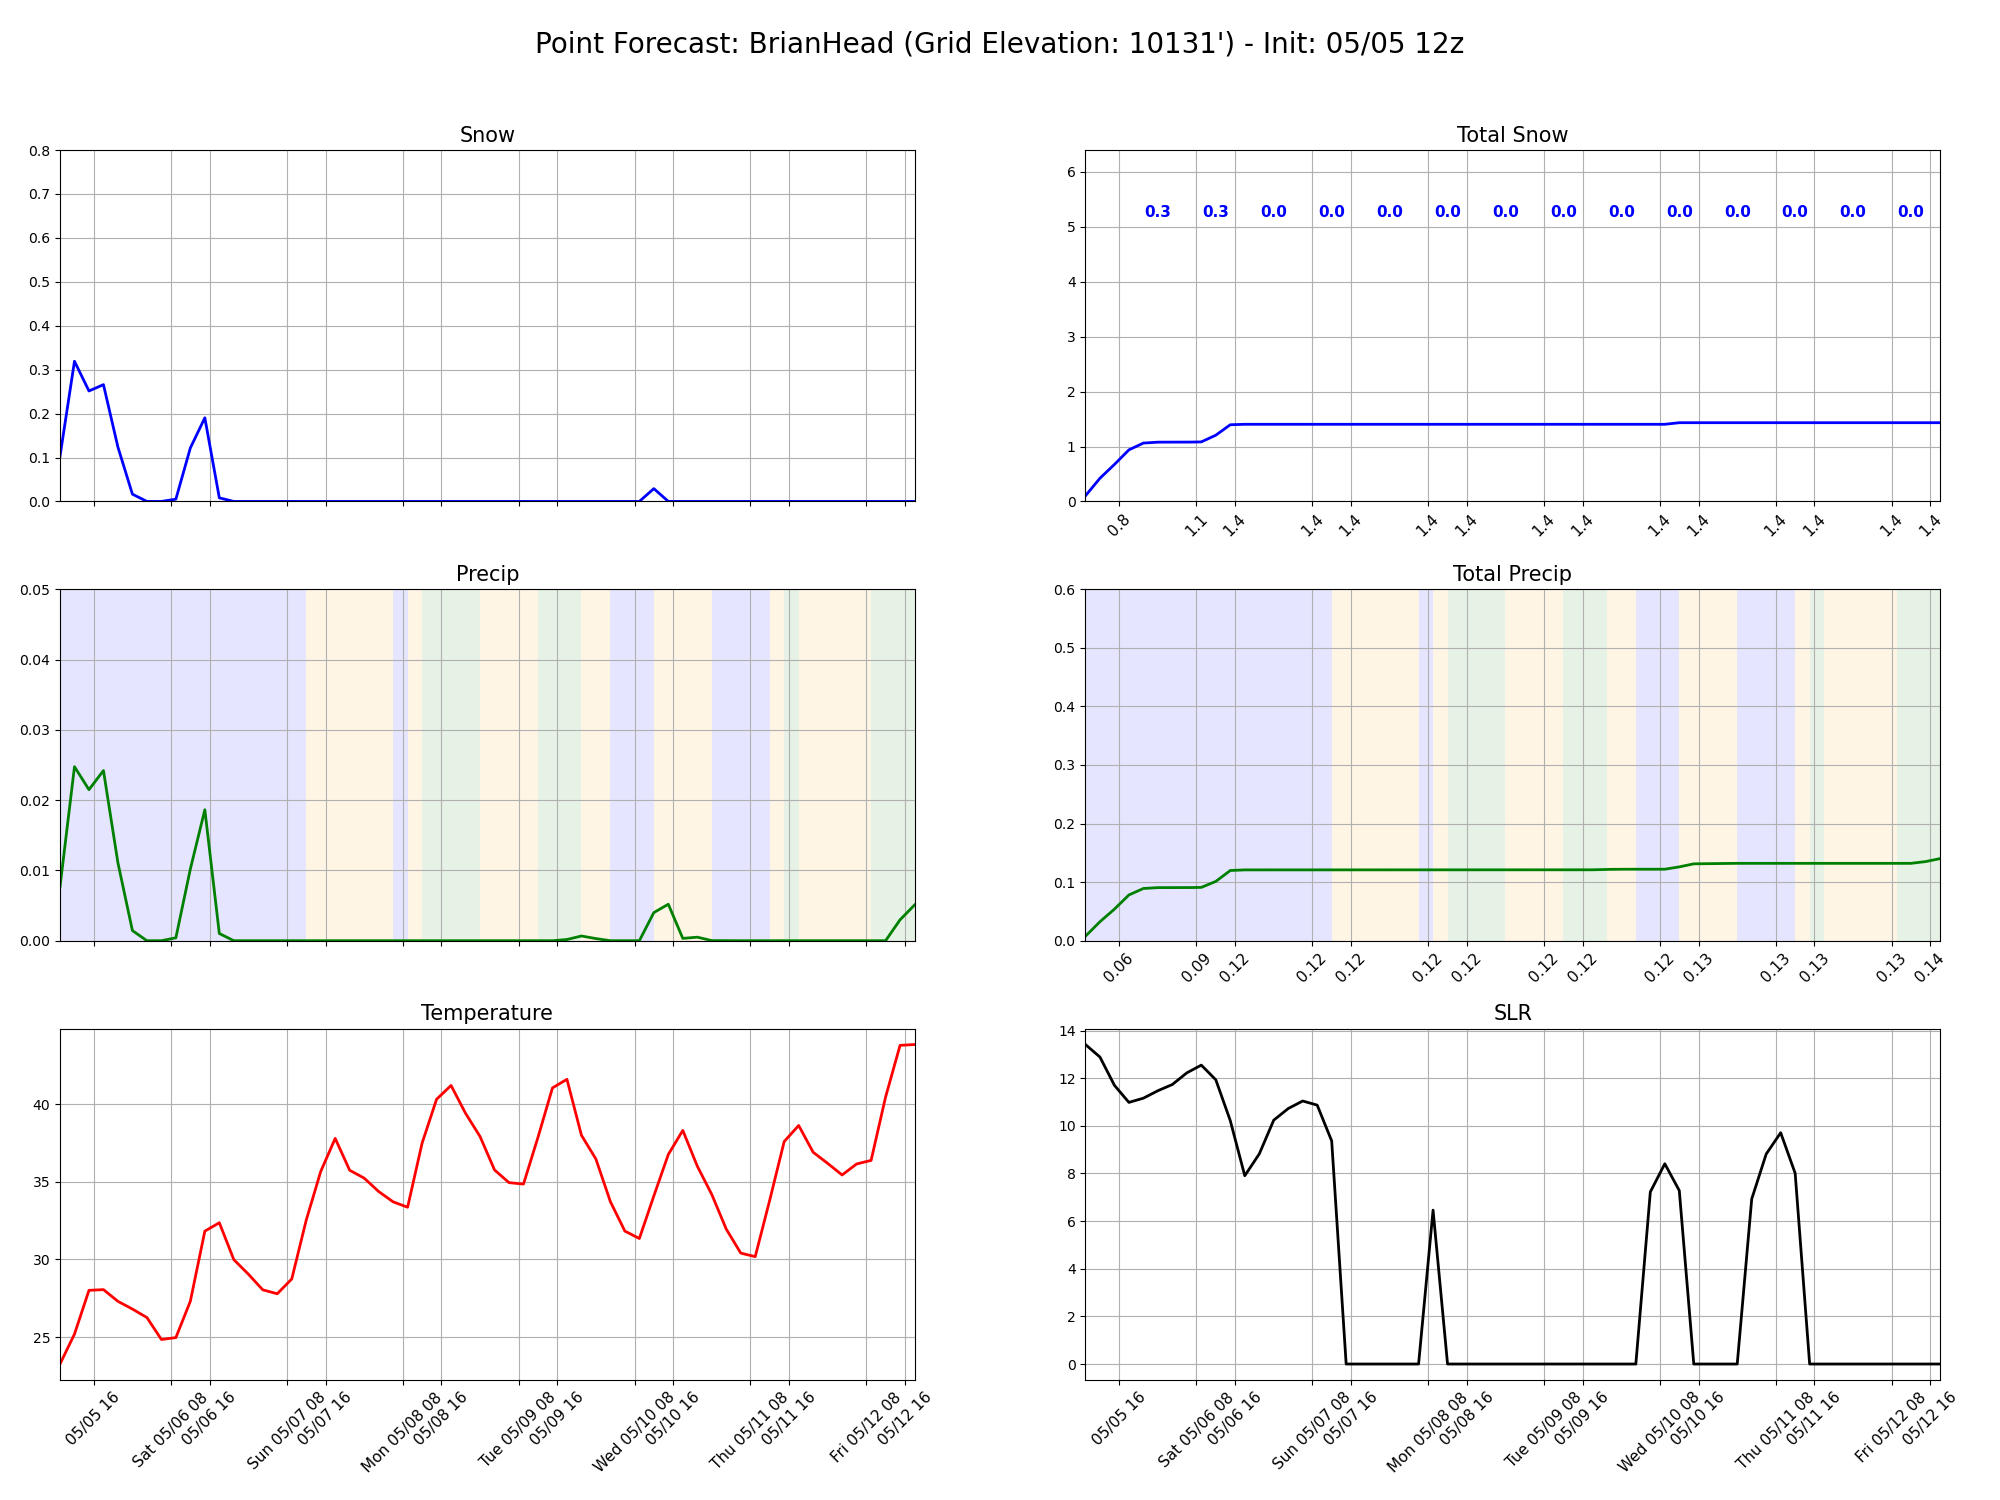 Point Forecast: BrianHead (Grid Elevation: 10131') - Init: 05/05 12z
Snow
0.8
0.7
0.6
0.5
0.4
0.3
0.2
0.1
0.0
Total Snow
6
5
4
3
2
1
0
0.3 0.3 0.0 0.0 0.0 0.0 0.0 0.0 0.0 0.0 0.0 0.0 0.0 0.0
0.8 1.1 1.4 1.4 1.4 1.4 1.4 1.4 1.4 1.4 1.4 1.4 1.4 1.4 1.4
Precip
0.05
0.04
0.03
0.02
0.01
0.00
Total Precip
0.6
0.5
0.4
0.3
0.2
0.1
0.0
0.06 0.09 0.12 0.12 0.12 0.12 0.12 0.12 0.12 0.12 0.13 0.13 0.13 0.13 0.14
Temperature
40
35
30
25
05/05 16
Sat 05/06 08
05/06 16
Sun 05/07 08
05/07 16
Mon 05/08 08
05/08 16
Tue 05/09 08
05/09 16
Wed 05/10 08
05/10 16
Thu 05/11 08
05/11 16
Fri 05/12 08
05/12 16
SLR
14
12
10
8
6
4
2
0
05/05 16
Sat 05/06 08
05/06 16
Sun 05/07 08
05/07 16
Mon 05/08 08
05/08 16
Tue 05/09 08
05/09 16
Wed 05/10 08
05/10 16
Thu 05/11 08
05/11 16
Fri 05/12 08
05/12 16